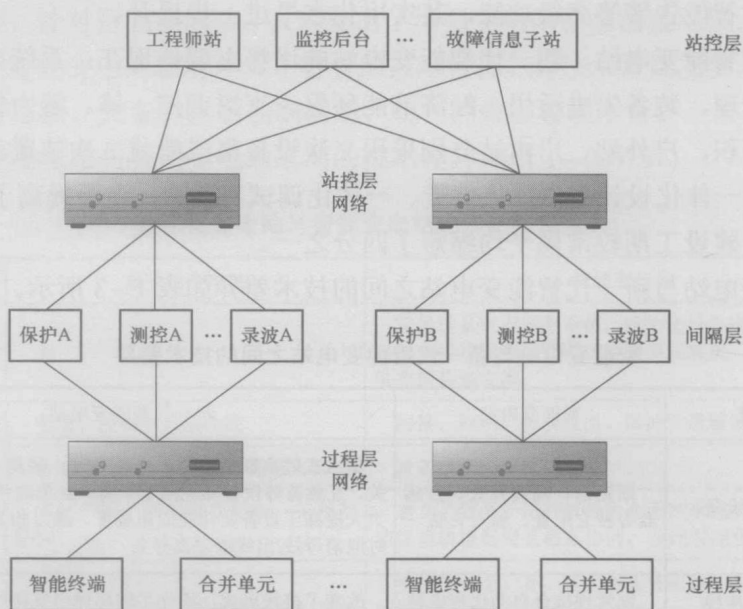 工程师站 监控后台 … 故障信息子站 站控层
站控层
网络
保护A 测控A … 录波A 保护B 测控B … 录波B 间隔层
过程层
网络
智能终端 合并单元 … 智能终端 合并单元 过程层